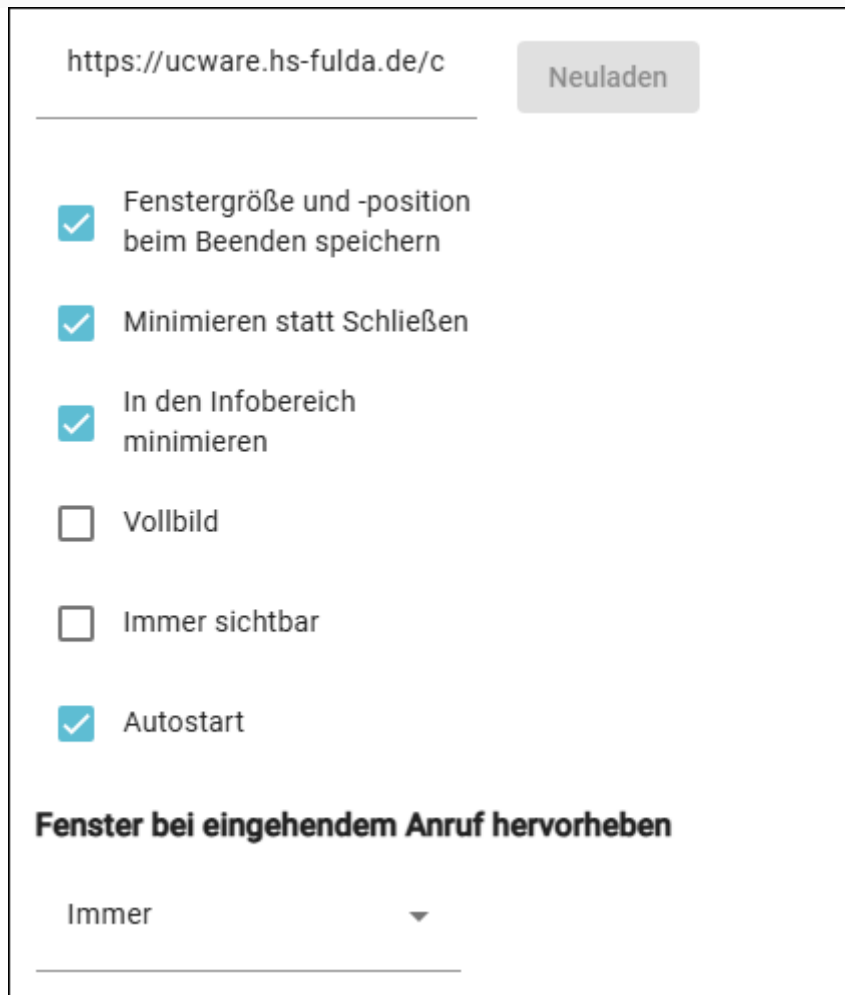 https://ucware.hs-fulda.de/c
Neuladen
Fenstergröße und -position
beim Beenden speichern
Minimieren statt Schließen
In den Infobereich
minimieren
Vollbild
Immer sichtbar
Autostart
Fenster bei eingehendem Anruf hervorheben
Immer